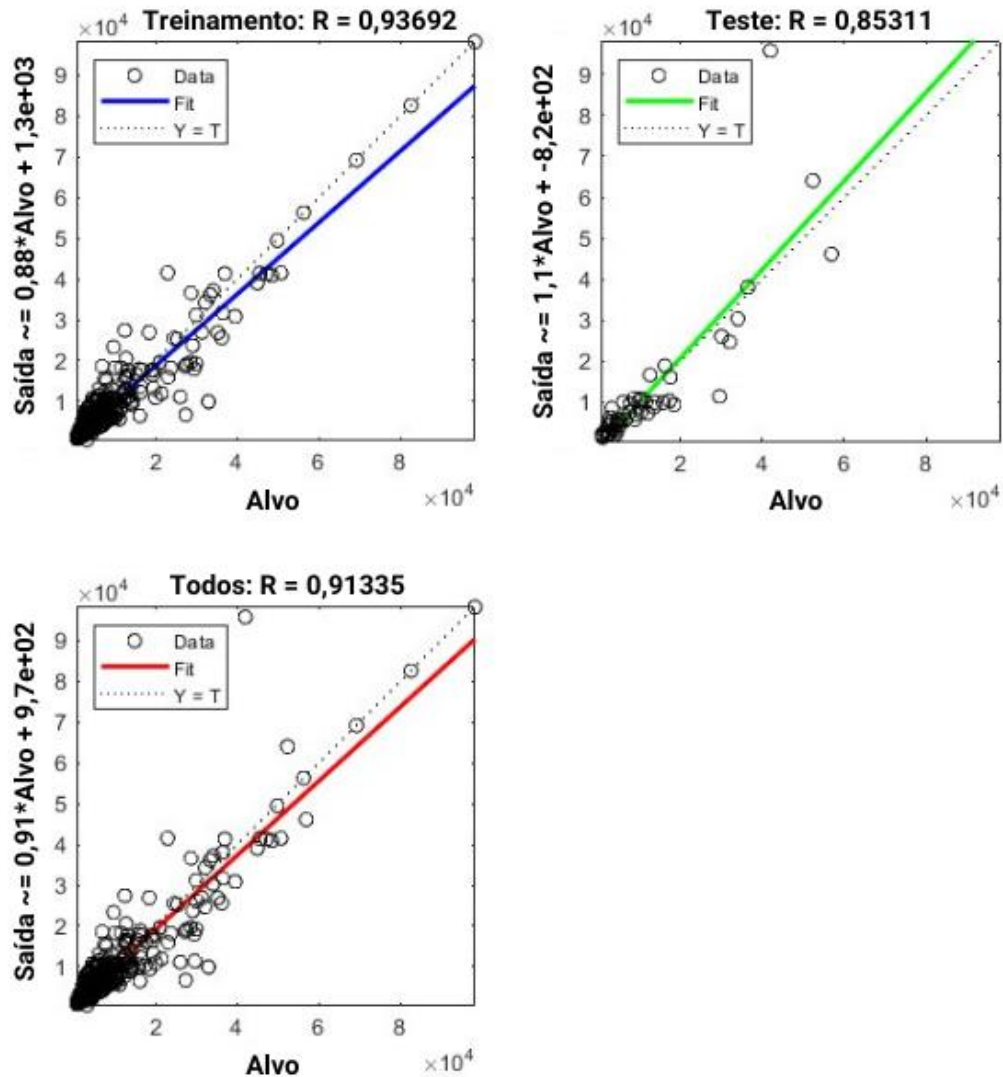 Treinamento: R = 0,93692
×10⁴
Saída ~= 0,88*Alvo + 1,3e+03
9
8
7
6
5
4
3
2
1
Data
Fit
Y = T
2 4 6 8
×10⁴
Alvo
Teste: R = 0,85311
×10⁴
Saída ~= 1,1*Alvo + -8,2e+02
9
8
7
6
5
4
3
2
1
Data
Fit
Y = T
2 4 6 8
×10⁴
Alvo
Todos: R = 0,91335
×10⁴
Saída ~= 0,91*Alvo + 9,7e+02
9
8
7
6
5
4
3
2
1
Data
Fit
Y = T
2 4 6 8
×10⁴
Alvo